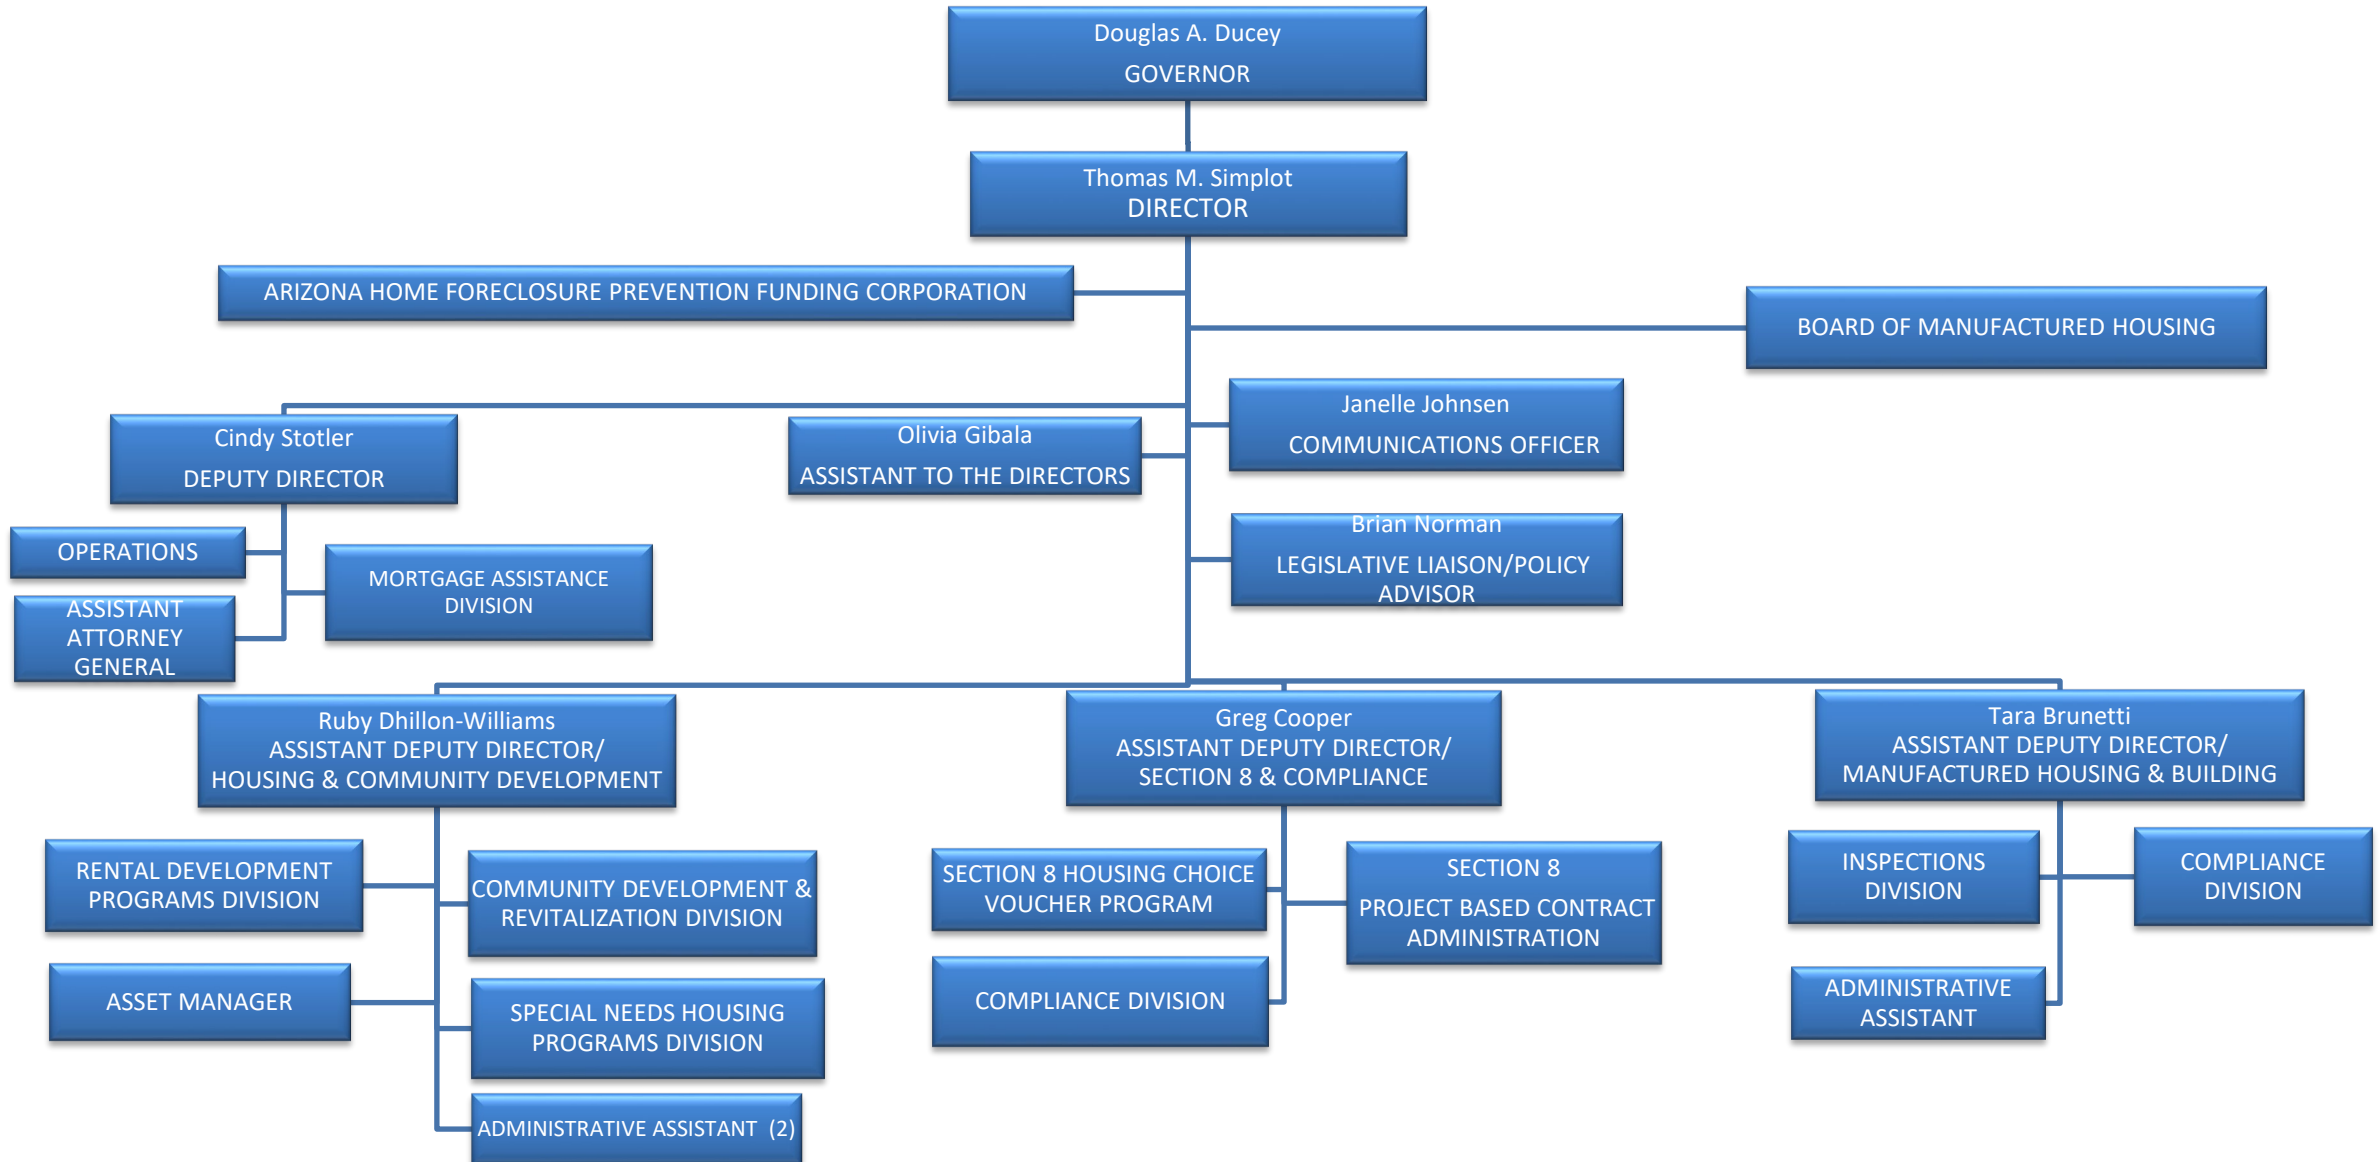 Douglas A. Ducey
GOVERNOR
Thomas M. Simplot
DIRECTOR
ARIZONA HOME FORECLOSURE PREVENTION FUNDING CORPORATION
BOARD OF MANUFACTURED HOUSING
Cindy Stotler
DEPUTY DIRECTOR
Olivia Gibala
ASSISTANT TO THE DIRECTORS
Janelle Johnsen
COMMUNICATIONS OFFICER
OPERATIONS
MORTGAGE ASSISTANCE
DIVISION
ASSISTANT
ATTORNEY
GENERAL
Brian Norman
LEGISLATIVE LIAISON/POLICY
ADVISOR
Ruby Dhillon-Williams
ASSISTANT DEPUTY DIRECTOR/
HOUSING & COMMUNITY DEVELOPMENT
Greg Cooper
ASSISTANT DEPUTY DIRECTOR/
SECTION 8 & COMPLIANCE
Tara Brunetti
ASSISTANT DEPUTY DIRECTOR/
MANUFACTURED HOUSING & BUILDING
RENTAL DEVELOPMENT
PROGRAMS DIVISION
COMMUNITY DEVELOPMENT &
REVITALIZATION DIVISION
ASSET MANAGER
SPECIAL NEEDS HOUSING
PROGRAMS DIVISION
ADMINISTRATIVE ASSISTANT (2)
SECTION 8 HOUSING CHOICE
VOUCHER PROGRAM
SECTION 8
PROJECT BASED CONTRACT
ADMINISTRATION
COMPLIANCE DIVISION
INSPECTIONS
DIVISION
COMPLIANCE
DIVISION
ADMINISTRATIVE
ASSISTANT